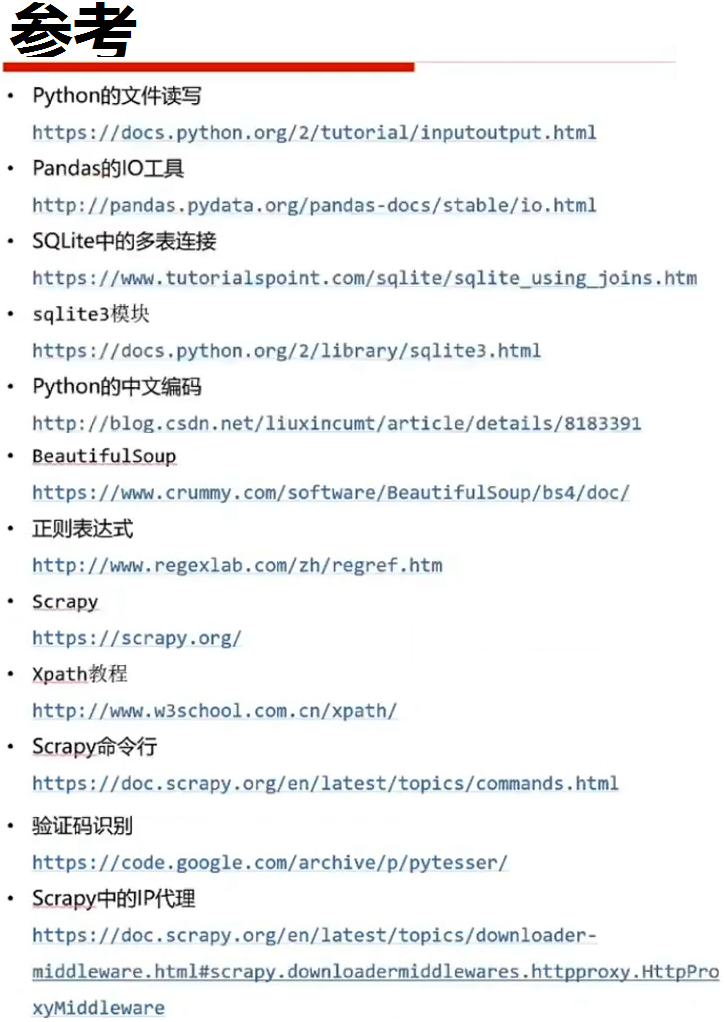 参考
• Python的文件读写
https://docs.python.org/2/tutorial/inputoutput.html
• Pandas的IO工具
http://pandas.pydata.org/pandas-docs/stable/io.html
• SQLite中的多表连接
https://www.tutorialspoint.com/sqlite/sqlite_using_joins.htm
• sqlite3模块
https://docs.python.org/2/library/sqlite3.html
• Python的中文编码
http://blog.csdn.net/liuxincumt/article/details/8183391
• BeautifulSoup
https://www.crummy.com/software/BeautifulSoup/bs4/doc/
• 正则表达式
http://www.regexlab.com/zh/regref.htm
• Scrapy
https://scrapy.org/
• Xpath教程
http://www.w3school.com.cn/xpath/
• Scrapy命令行
https://doc.scrapy.org/en/latest/topics/commands.html
• 验证码识别
https://code.google.com/archive/p/pytesser/
• Scrapy中的IP代理
https://doc.scrapy.org/en/latest/topics/downloader-
middleware.html#scrapy.downloadermiddlewares.httpproxy.HttpPro
xyMiddleware